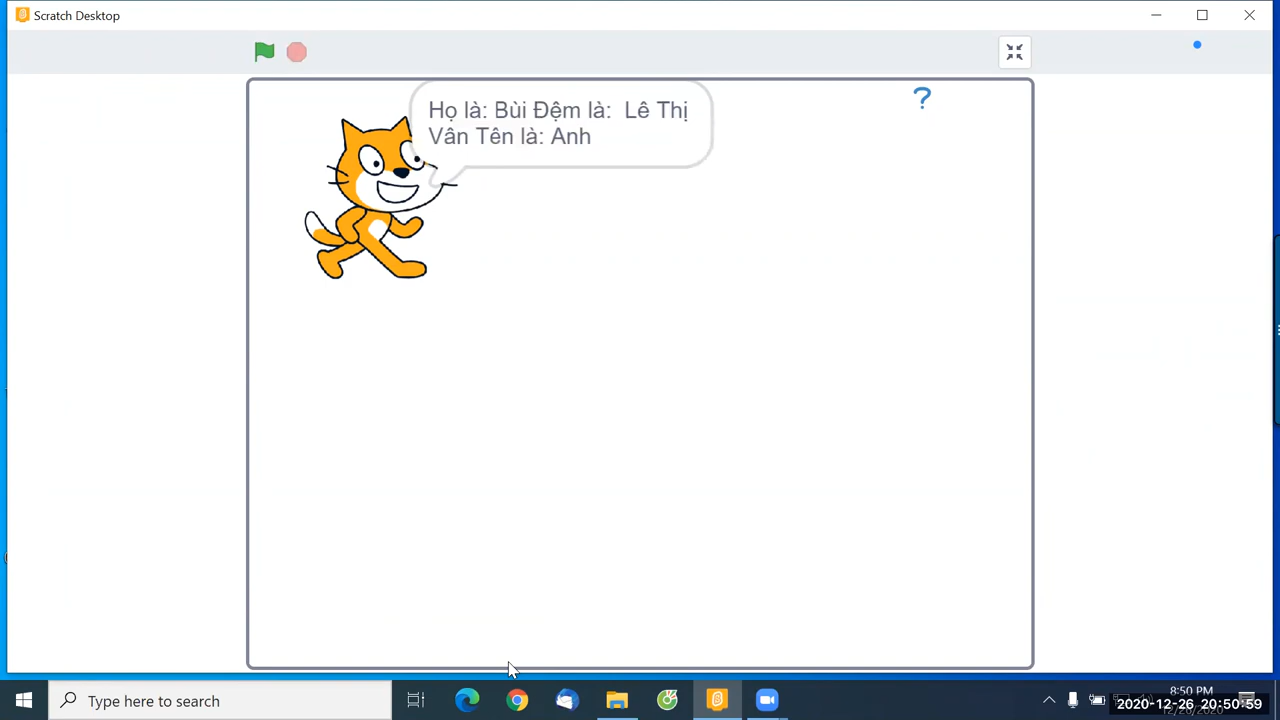 Scratch Desktop
Họ là: Bùi Đệm là:  Lê Thị
Vân Tên là: Anh
?
Type here to search
8:50 PM
2020-12-26 20:50:59